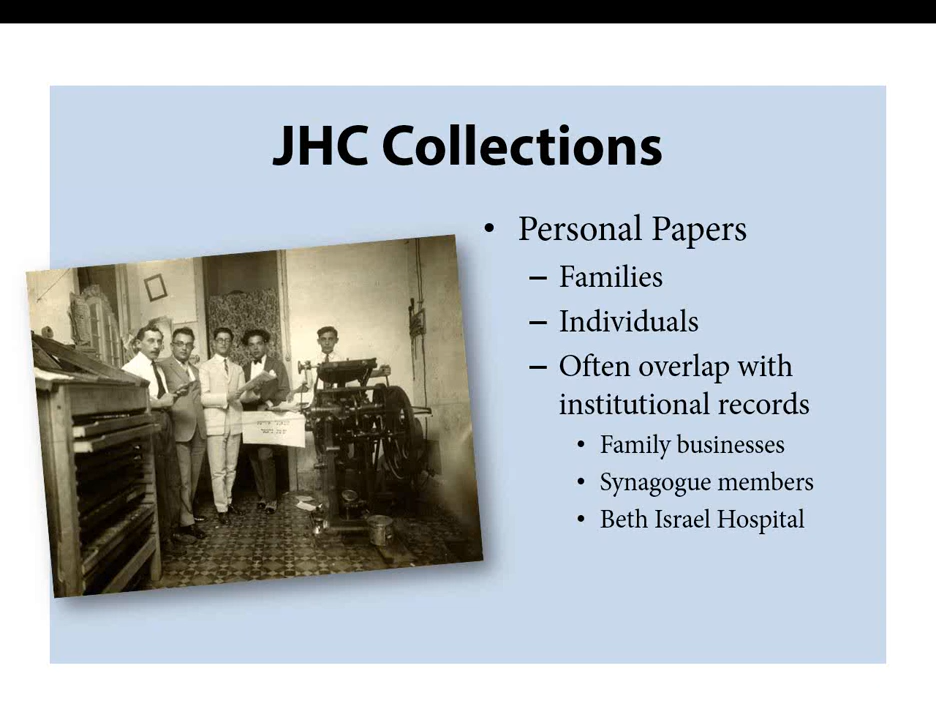 JHC Collections
• Personal Papers
– Families
– Individuals
– Often overlap with
institutional records
• Family businesses
• Synagogue members
• Beth Israel Hospital